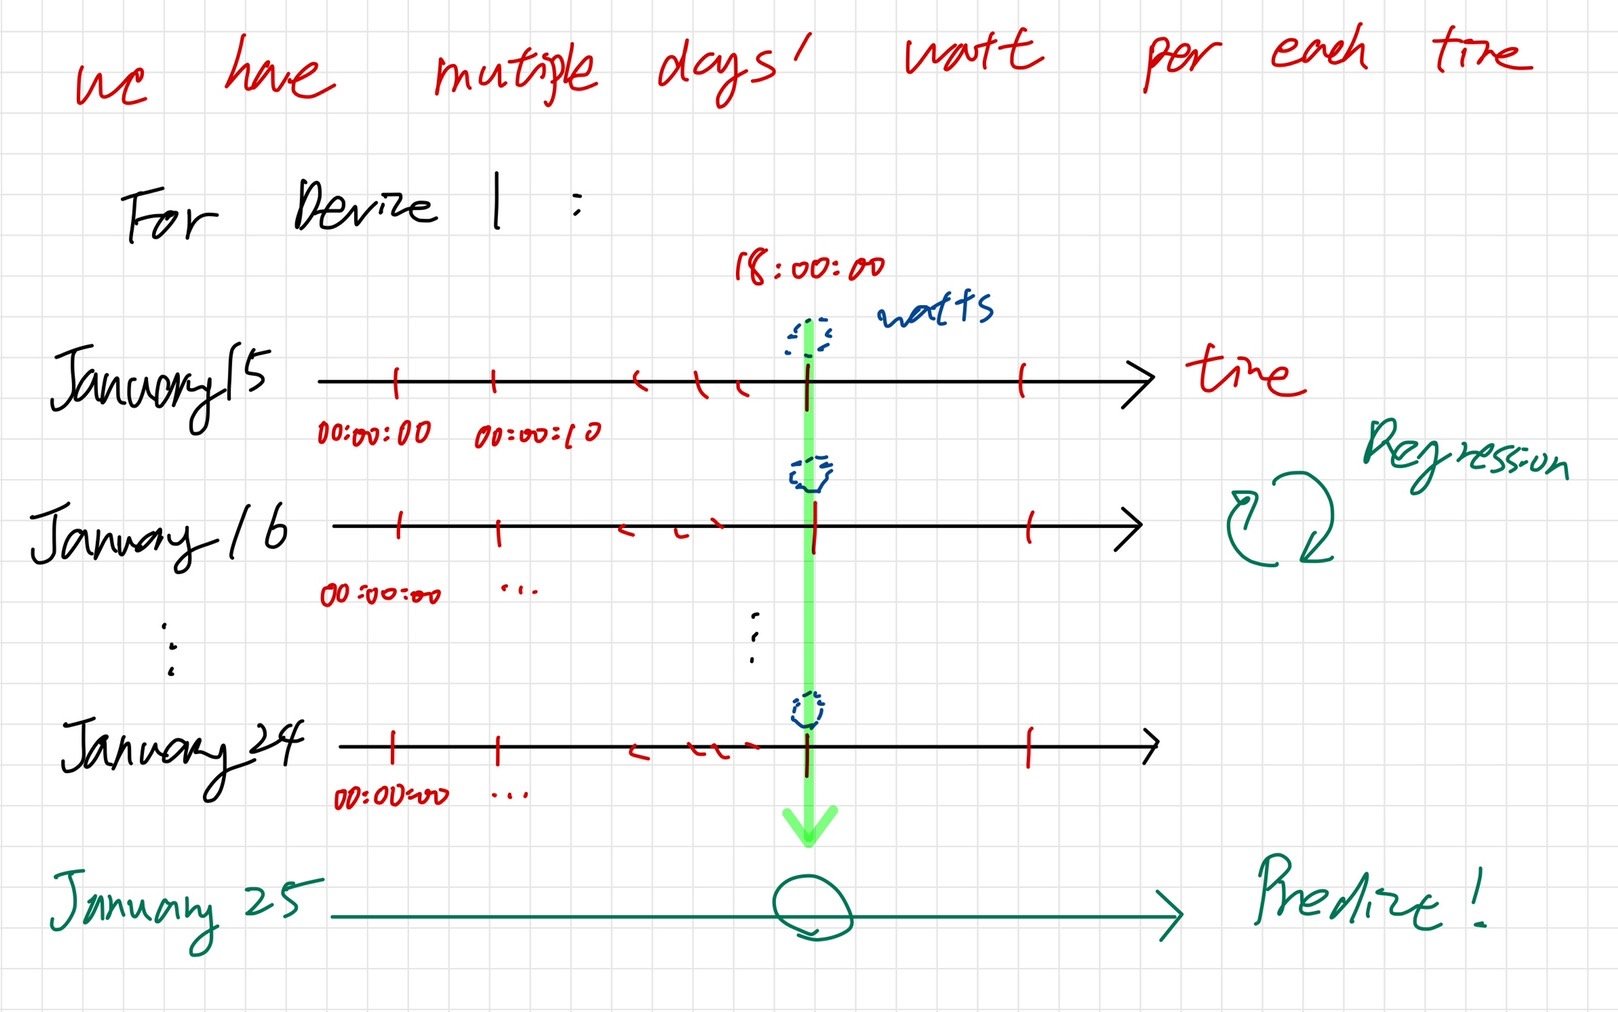 we have mutiple days' watt per each time
For Device 1 :
18:00:00
watts
January 15
time
00:00:00 00:00:10
Regression
January 16
00:00:00 ...
January 24
00:00:00 ...
January 25
Predice!